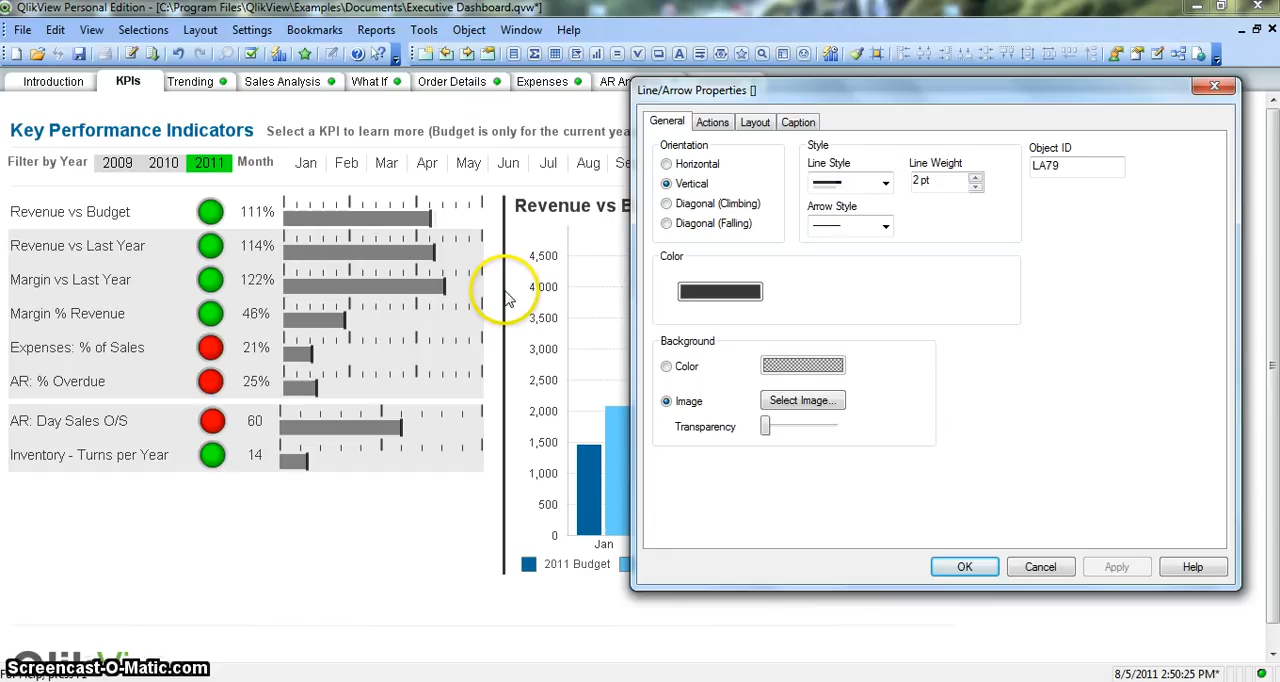 QlikView Personal Edition - [C:\Program Files\QlikView\Examples\Documents\Executive Dashboard.qvw*]
File Edit View Selections Layout Settings Bookmarks Reports Tools Object Window Help
Introduction KPIs Trending Sales Analysis What If Order Details Expenses AR
Line/Arrow Properties []
General Actions Layout Caption
Orientation
Horizontal
Vertical
Diagonal (Climbing)
Diagonal (Falling)
Style
Line Style
Line Weight
2 pt
Arrow Style
Object ID
LA79
Color
Background
Color
Image
Select Image...
Transparency
OK Cancel Apply Help
Key Performance Indicators Select a KPI to learn more (Budget is only for the current yea
Filter by Year 2009 2010 2011 Month Jan Feb Mar Apr May Jun Jul Aug Se
Revenue vs Budget 111%
Revenue vs Last Year 114%
Margin vs Last Year 122%
Margin % Revenue 46%
Expenses: % of Sales 21%
AR: % Overdue 25%
AR: Day Sales O/S 60
Inventory - Turns per Year 14
Revenue vs B
4,500
4,000
3,500
3,000
2,500
2,000
1,500
1,000
500
0
Jan
2011 Budget
QlikView
Screencast-O-Matic.com
8/5/2011 2:50:25 PM*